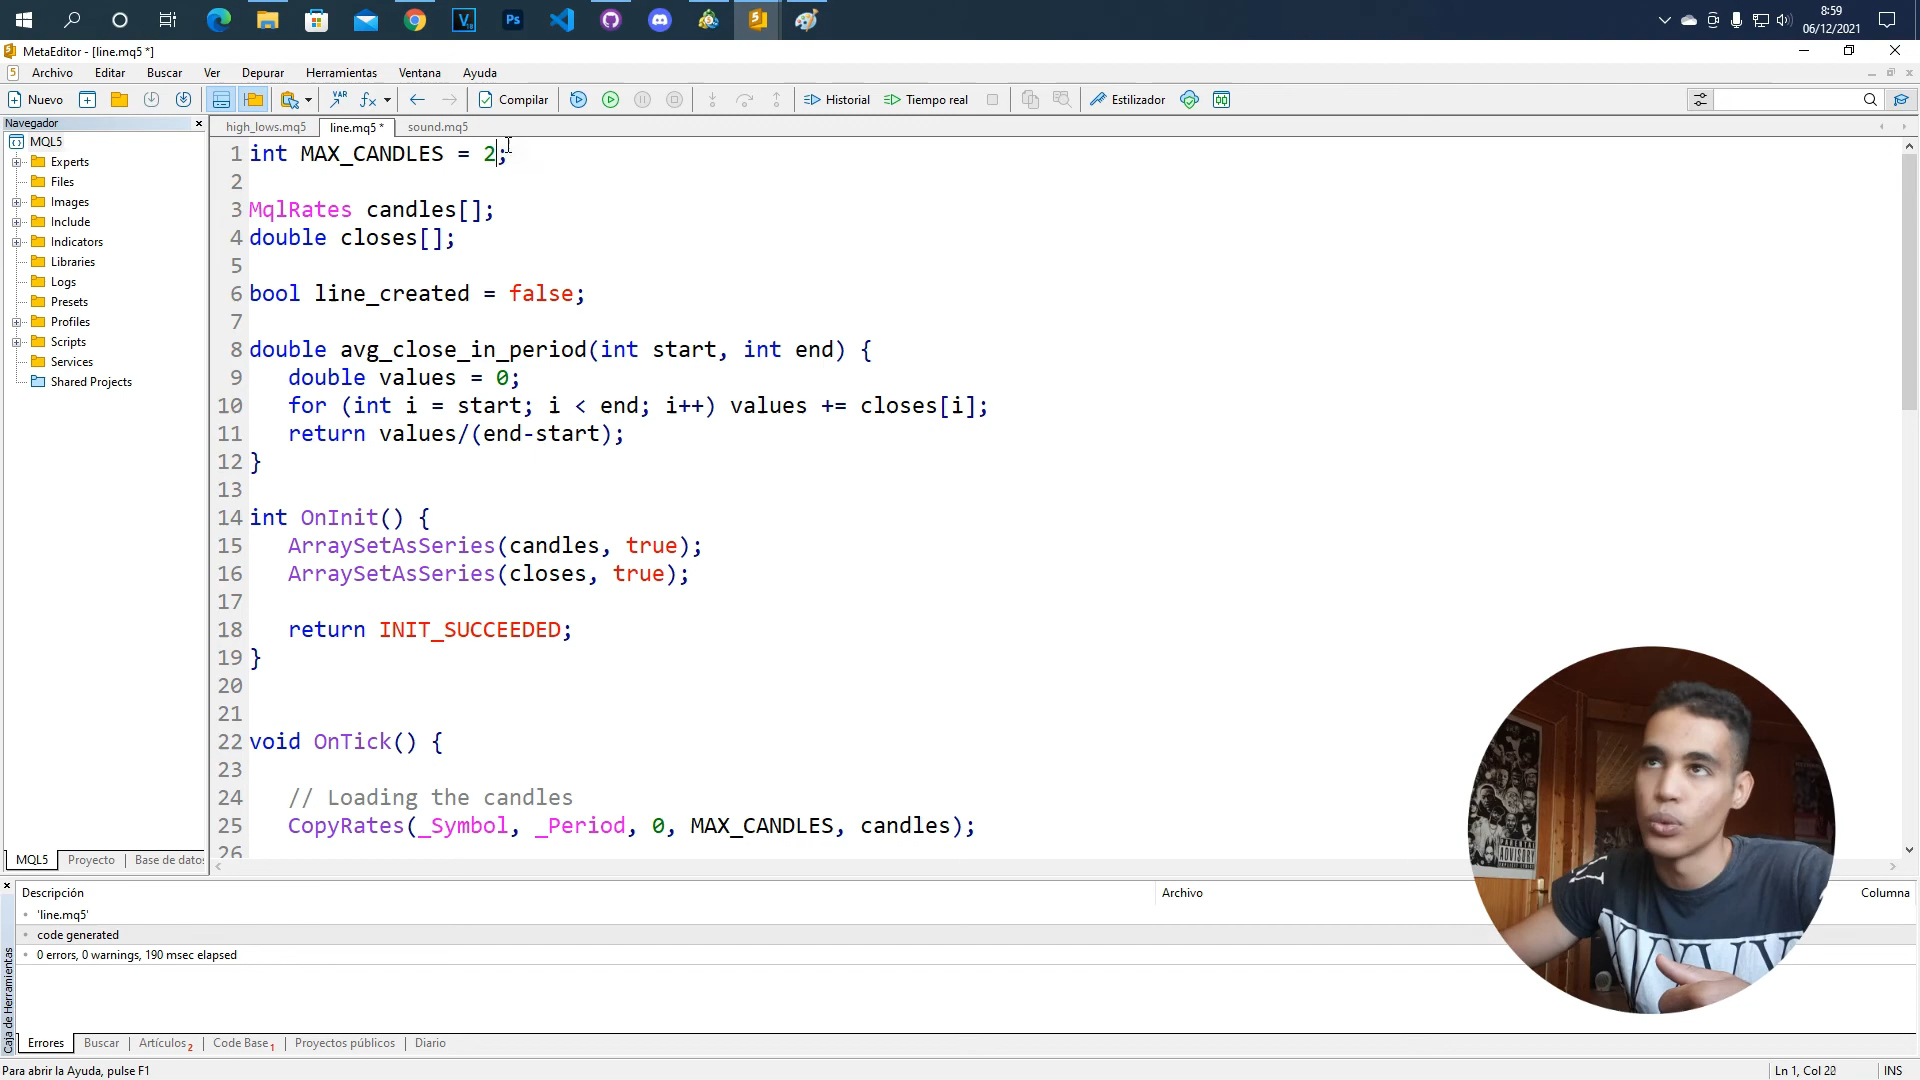 8:59
06/12/2021
MetaEditor - [line.mq5 *]
Archivo Editar Buscar Ver Depurar Herramientas Ventana Ayuda
Nuevo Compilar Historial Tiempo real Estilizador
Navegador
high_lows.mq5 line.mq5 * sound.mq5
MQL5
Experts
Files
Images
Include
Indicators
Libraries
Logs
Presets
Profiles
Scripts
Services
Shared Projects
MQL5 Proyecto Base de datos
1 int MAX_CANDLES = 2;
2
3 MqlRates candles[];
4 double closes[];
5
6 bool line_created = false;
7
8 double avg_close_in_period(int start, int end) {
9 double values = 0;
10 for (int i = start; i < end; i++) values += closes[i];
11 return values/(end-start);
12 }
13
14 int OnInit() {
15 ArraySetAsSeries(candles, true);
16 ArraySetAsSeries(closes, true);
17
18 return INIT_SUCCEEDED;
19 }
20
21
22 void OnTick() {
23
24 // Loading the candles
25 CopyRates(_Symbol, _Period, 0, MAX_CANDLES, candles);
26
Descripción Archivo Columna
'line.mq5'
code generated
0 errors, 0 warnings, 190 msec elapsed
Caja de Herramientas
Errores Buscar Artículos 2 Code Base 1 Proyectos públicos Diario
Para abrir la Ayuda, pulse F1
Ln 1, Col 20 INS
PARENTAL
ADVISORY